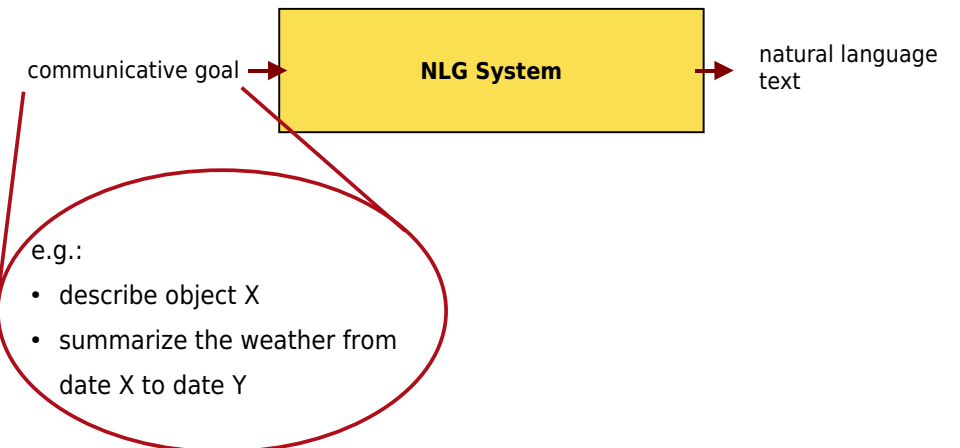 communicative goal
NLG System
natural language
text
e.g.:
• describe object X
• summarize the weather from
date X to date Y